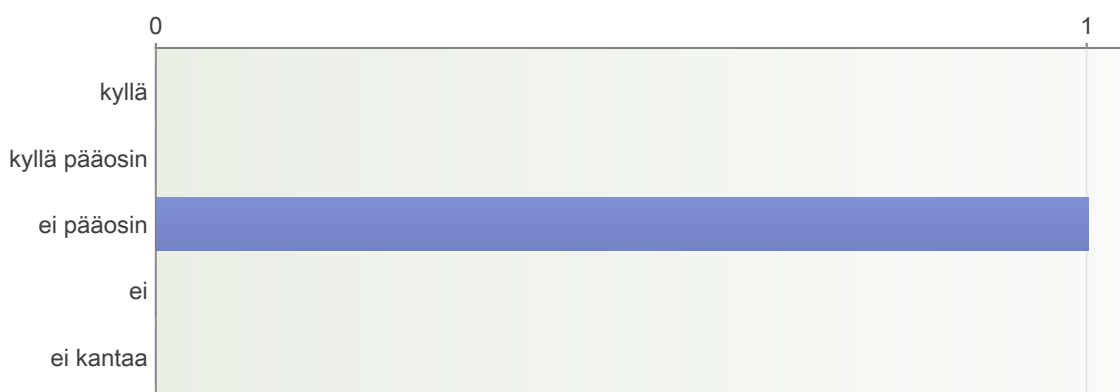 0 1
kyllä
kyllä pääosin
ei pääosin
ei
ei kantaa